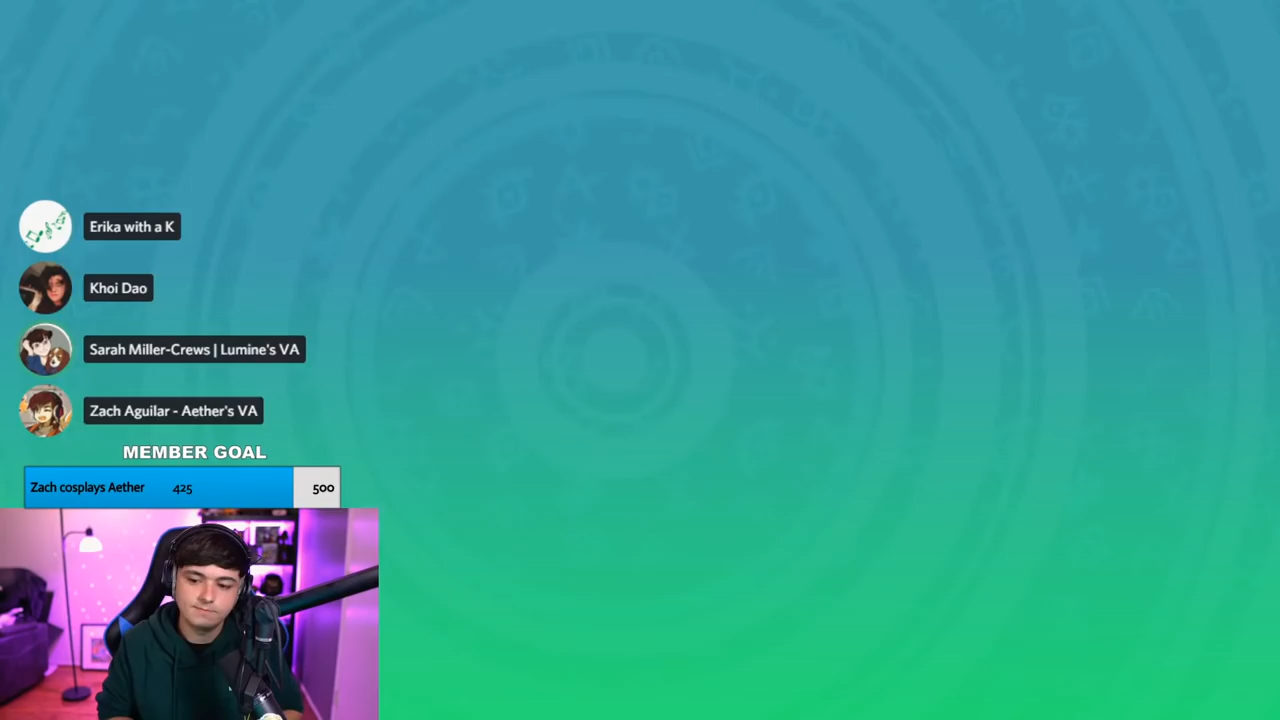 Erika with a K
Khoi Dao
Sarah Miller-Crews | Lumine's VA
Zach Aguilar - Aether's VA
MEMBER GOAL
Zach cosplays Aether 425 500